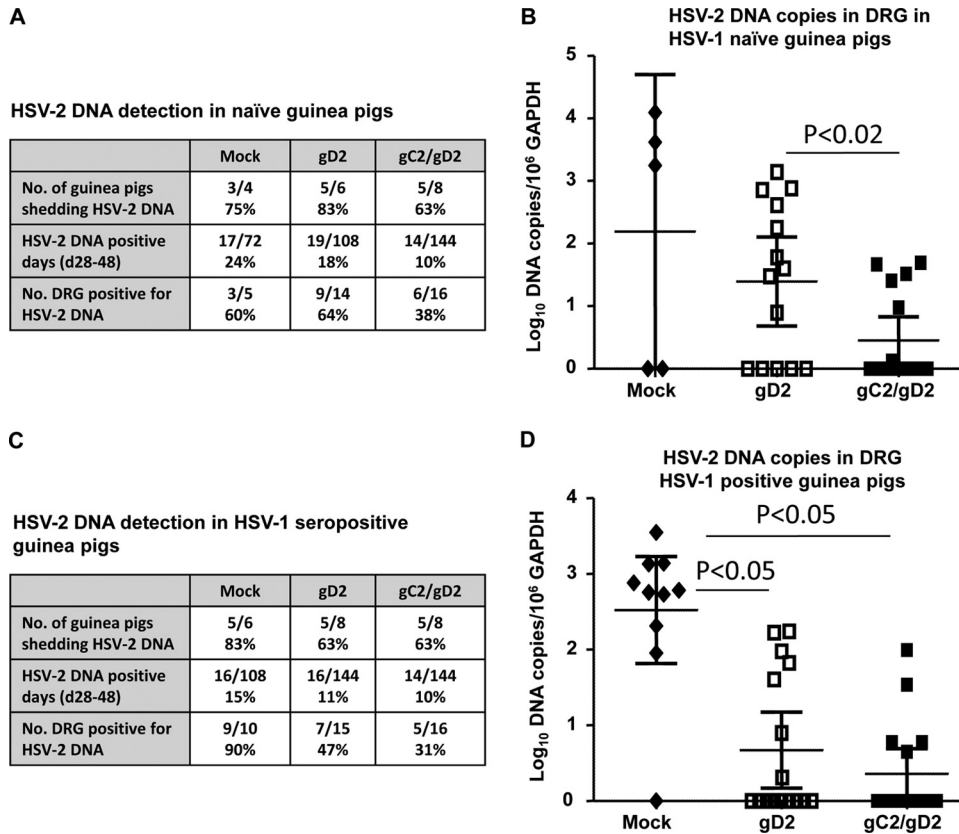 A
HSV-2 DNA detection in naïve guinea pigs
Mock gD2 gC2/gD2
No. of guinea pigs 3/4 5/6 5/8
shedding HSV-2 DNA 75% 83% 63%
HSV-2 DNA positive 17/72 19/108 14/144
days (d28-48) 24% 18% 10%
No. DRG positive for 3/5 9/14 6/16
HSV-2 DNA 60% 64% 38%
B
HSV-2 DNA copies in DRG in
HSV-1 naïve guinea pigs
Log10 DNA copies/10⁶ GAPDH
5
4
3
2
1
0
P<0.02
Mock gD2 gC2/gD2
C
HSV-2 DNA detection in HSV-1 seropositive
guinea pigs
Mock gD2 gC2/gD2
No. of guinea pigs 5/6 5/8 5/8
shedding HSV-2 DNA 83% 63% 63%
HSV-2 DNA positive 16/108 16/144 14/144
days (d28-48) 15% 11% 10%
No. DRG positive for 9/10 7/15 5/16
HSV-2 DNA 90% 47% 31%
D
HSV-2 DNA copies in DRG
HSV-1 positive guinea pigs
Log10 DNA copies/10⁶ GAPDH
4
3
2
1
0
P<0.05
P<0.05
Mock gD2 gC2/gD2